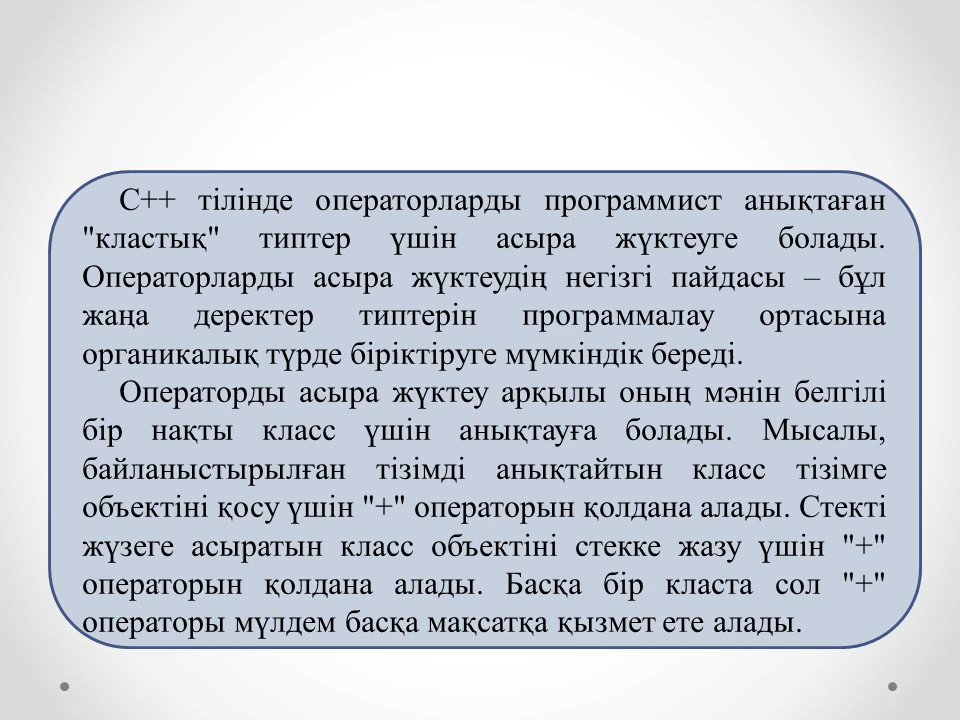 C++ тілінде операторларды программист анықтаған
"кластық" типтер үшін асыра жүктеуге болады.
Операторларды асыра жүктеудің негізгі пайдасы – бұл
жаңа деректер типтерін программалау ортасына
органикалық түрде біріктіруге мүмкіндік береді.
Операторды асыра жүктеу арқылы оның мәнін белгілі
бір нақты класс үшін анықтауға болады. Мысалы,
байланыстырылған тізімді анықтайтын класс тізімге
объектіні қосу үшін "+" операторын қолдана алады. Стекті
жүзеге асыратын класс объектіні стекке жазу үшін "+"
операторын қолдана алады. Басқа бір класта сол "+"
операторы мүлдем басқа мақсатқа қызмет ете алады.